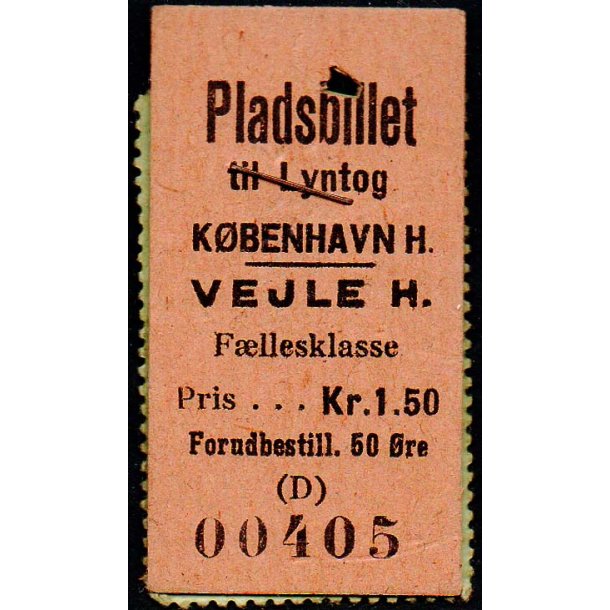 Pladsbillet
til Lyntog
KØBENHAVN H.
VEJLE H.
Fællesklasse
Pris . . . Kr.1.50
Forudbestill. 50 Øre
(D)
00405